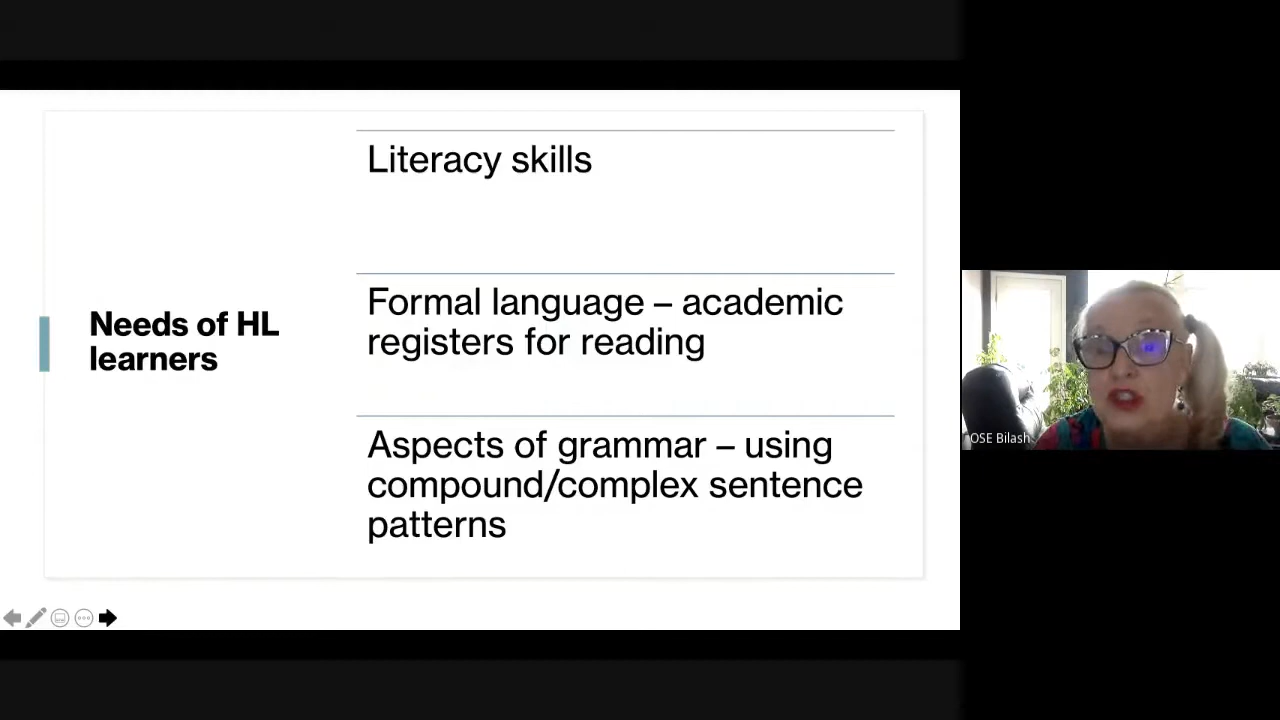 Needs of HL
learners
Literacy skills
Formal language – academic
registers for reading
Aspects of grammar – using
compound/complex sentence
patterns
OSE Bilash